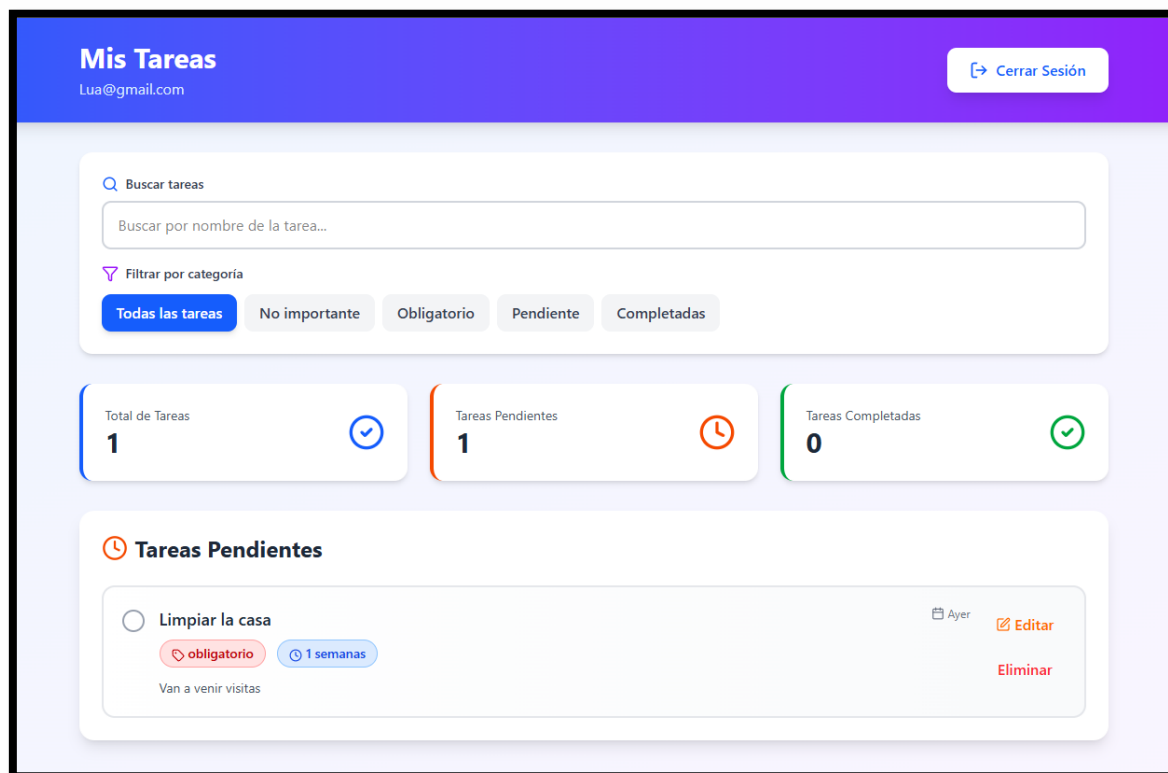 Mis Tareas
Lua@gmail.com
Cerrar Sesión
Buscar tareas
Buscar por nombre de la tarea...
Filtrar por categoría
Todas las tareas No importante Obligatorio Pendiente Completadas
Total de Tareas
1
Tareas Pendientes
1
Tareas Completadas
0
Tareas Pendientes
Limpiar la casa
Ayer
Editar
obligatorio 1 semanas
Eliminar
Van a venir visitas